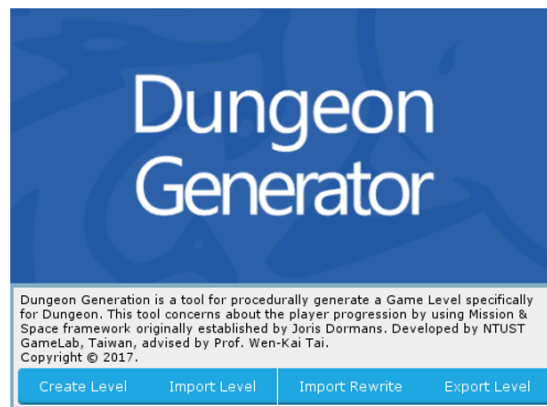 Dungeon
Generator
Dungeon Generation is a tool for procedurally generate a Game Level specifically
for Dungeon. This tool concerns about the player progression by using Mission &
Space framework originally established by Joris Dormans. Developed by NTUST
GameLab, Taiwan, advised by Prof. Wen-Kai Tai.
Copyright © 2017.
Create Level Import Level Import Rewrite Export Level